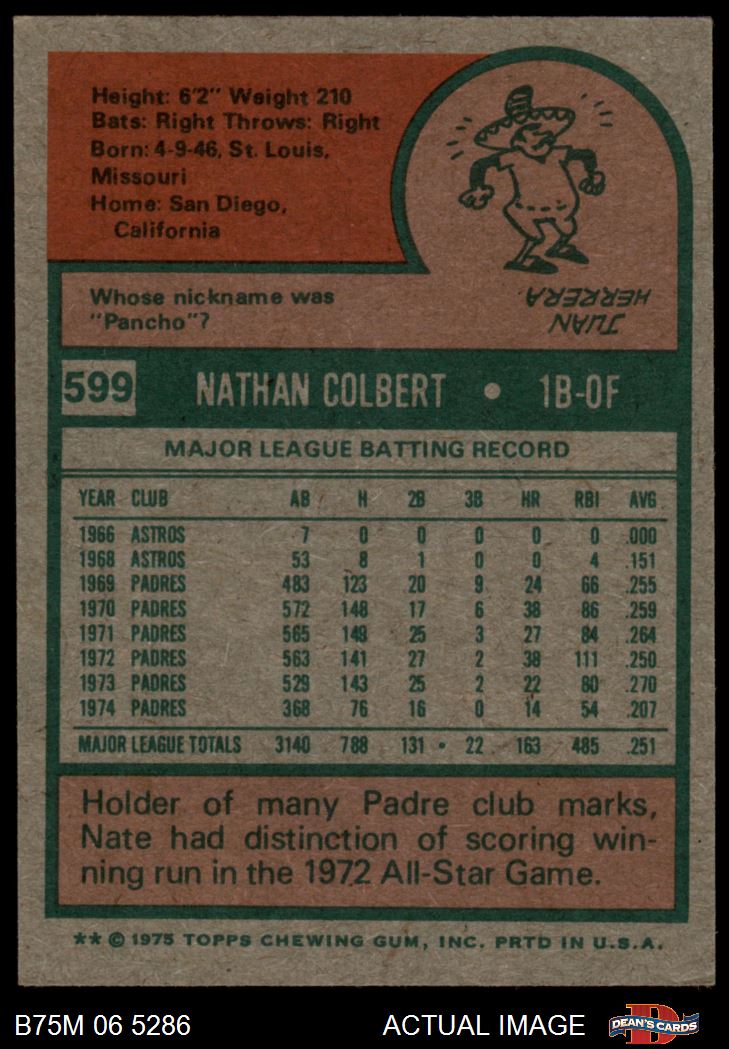 Height: 6'2" Weight 210
Bats: Right Throws: Right
Born: 4-9-46, St. Louis,
Missouri
Home: San Diego,
California
Whose nickname was
"Pancho"?
JUAN
HERRERA.
599 NATHAN COLBERT • 1B-OF
MAJOR LEAGUE BATTING RECORD
YEAR CLUB AB H 2B 3B HR RBI AVG
1966 ASTROS 7 0 0 0 0 0 .000
1968 ASTROS 53 8 1 0 0 4 .151
1969 PADRES 483 123 20 9 24 66 .255
1970 PADRES 572 148 17 6 38 86 .259
1971 PADRES 565 149 25 3 27 84 .264
1972 PADRES 563 141 27 2 38 111 .250
1973 PADRES 529 143 25 2 22 80 .270
1974 PADRES 368 76 16 0 14 54 .207
MAJOR LEAGUE TOTALS 3140 788 131 • 22 163 485 .251
Holder of many Padre club marks,
Nate had distinction of scoring win-
ning run in the 1972 All-Star Game.
** © 1975 TOPPS CHEWING GUM, INC. PRTD IN U.S.A.
B75M 06 5286 ACTUAL IMAGE DEAN'S CARDS